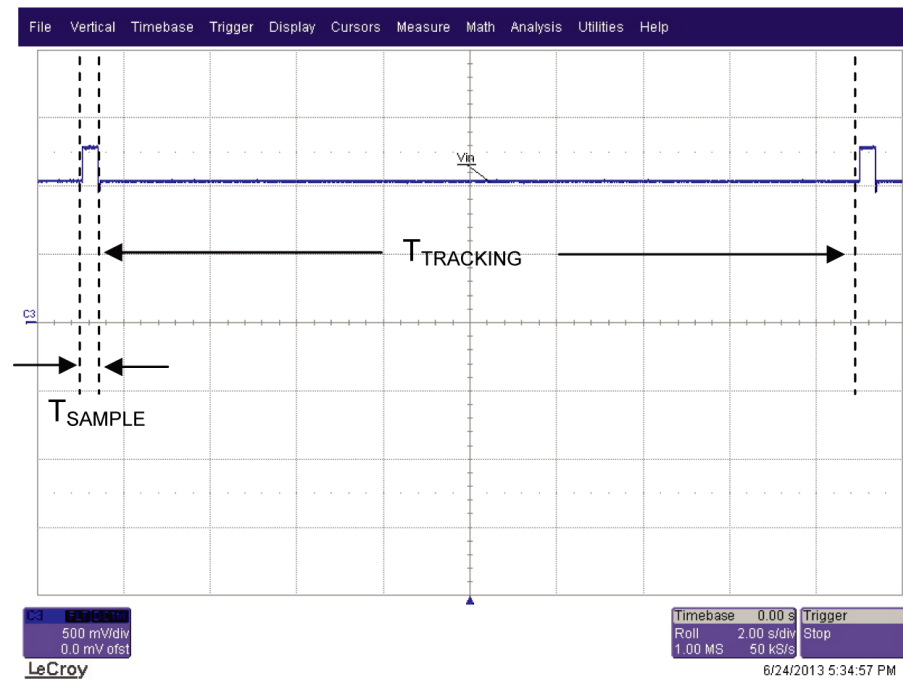 File Vertical Timebase Trigger Display Cursors Measure Math Analysis Utilities Help
Vin
TTRACKING
C3
TSAMPLE
C3
500 mV/div
0.0 mV ofst
Timebase 0.00 s
Roll 2.00 s/div
1.00 MS 50 kS/s
Trigger
Stop
LeCroy
6/24/2013 5:34:57 PM